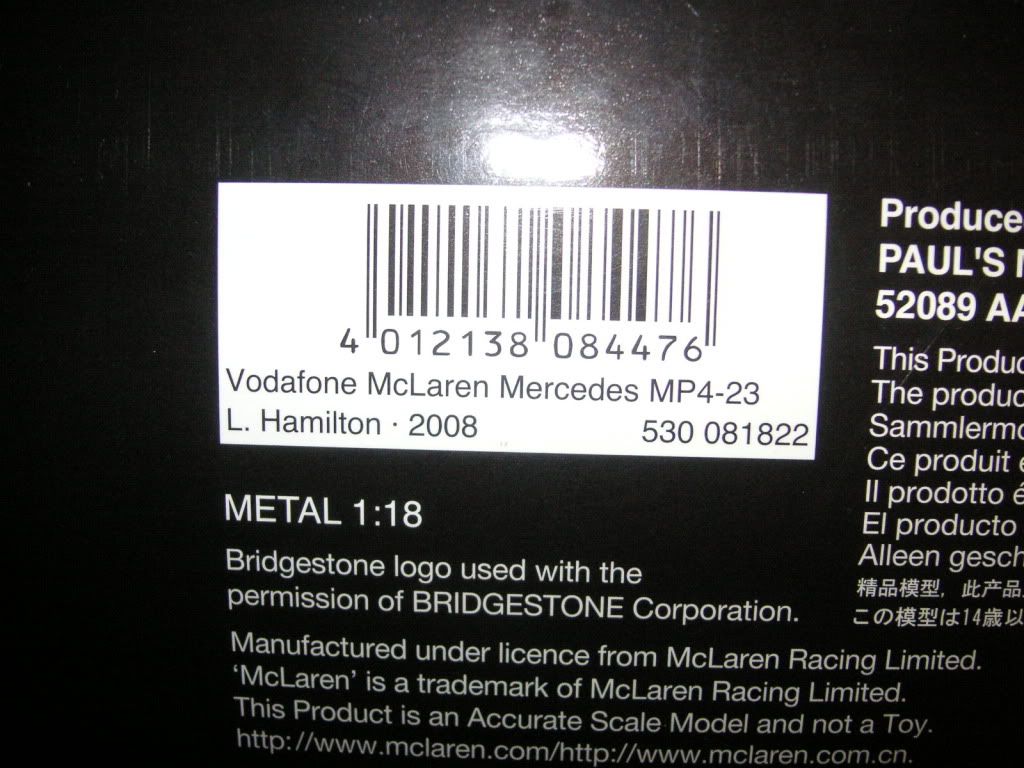 4 012138 084476
Vodafone McLaren Mercedes MP4-23
L. Hamilton · 2008 530 081822
METAL 1:18
Bridgestone logo used with the
permission of BRIDGESTONE Corporation.
Manufactured under licence from McLaren Racing Limited.
‘McLaren’ is a trademark of McLaren Racing Limited.
This Product is an Accurate Scale Model and not a Toy.
http://www.mclaren.com/http://www.mclaren.com.cn.
Produce
PAUL'S
52089
This Produc
The produc
Sammlermo
Ce produit
Il prodotto
El producto
Alleen gesch
精品模型, 此产品
この模型は14歳以